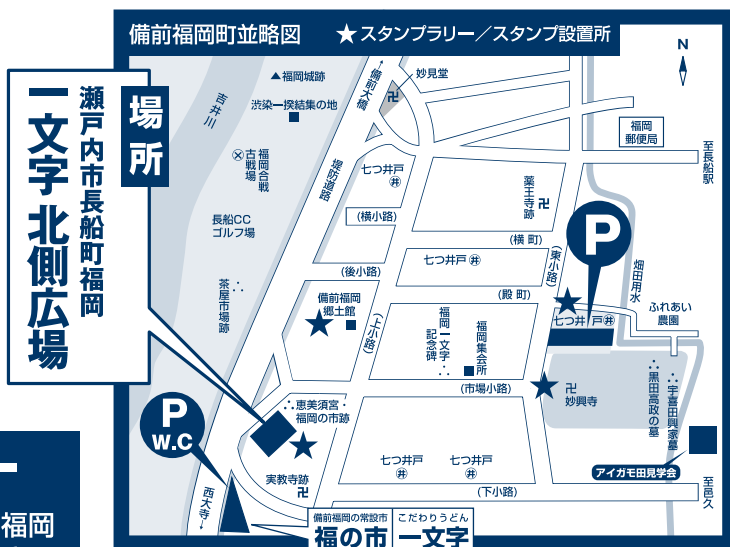 備前福岡町並略図 ★スタンプラリー／スタンプ設置所
場所
瀬戸内市長船町福岡
一文字 北側広場
N
▲福岡城跡
渋染一揆結集の地
吉井川
福岡合戦
古戦場
長船CC
ゴルフ場
茶屋市場跡
←備前大橋
妙見堂
堤防道路
七つ井戸
井
(横小路)
(後小路)
備前福岡
郷土館
(上小路)
薬王寺跡
(横町)
七つ井戸 井
(殿町)
(東小路)
福岡
郵便局
至長船駅
P
畑田用水
七つ井戸 井
ふれあい
農園
福岡一文字
記念碑
福岡集会所
(市場小路)
妙興寺
黒田高政の墓
宇喜田興家墓
アイガモ田見学会
至邑久
恵美須宮・
福岡の市跡
実教寺跡
七つ井戸
井
七つ井戸
井
(下小路)
P
W.C
西大寺→
備前福岡の常設市
福の市
こだわりうどん
一文字
福岡